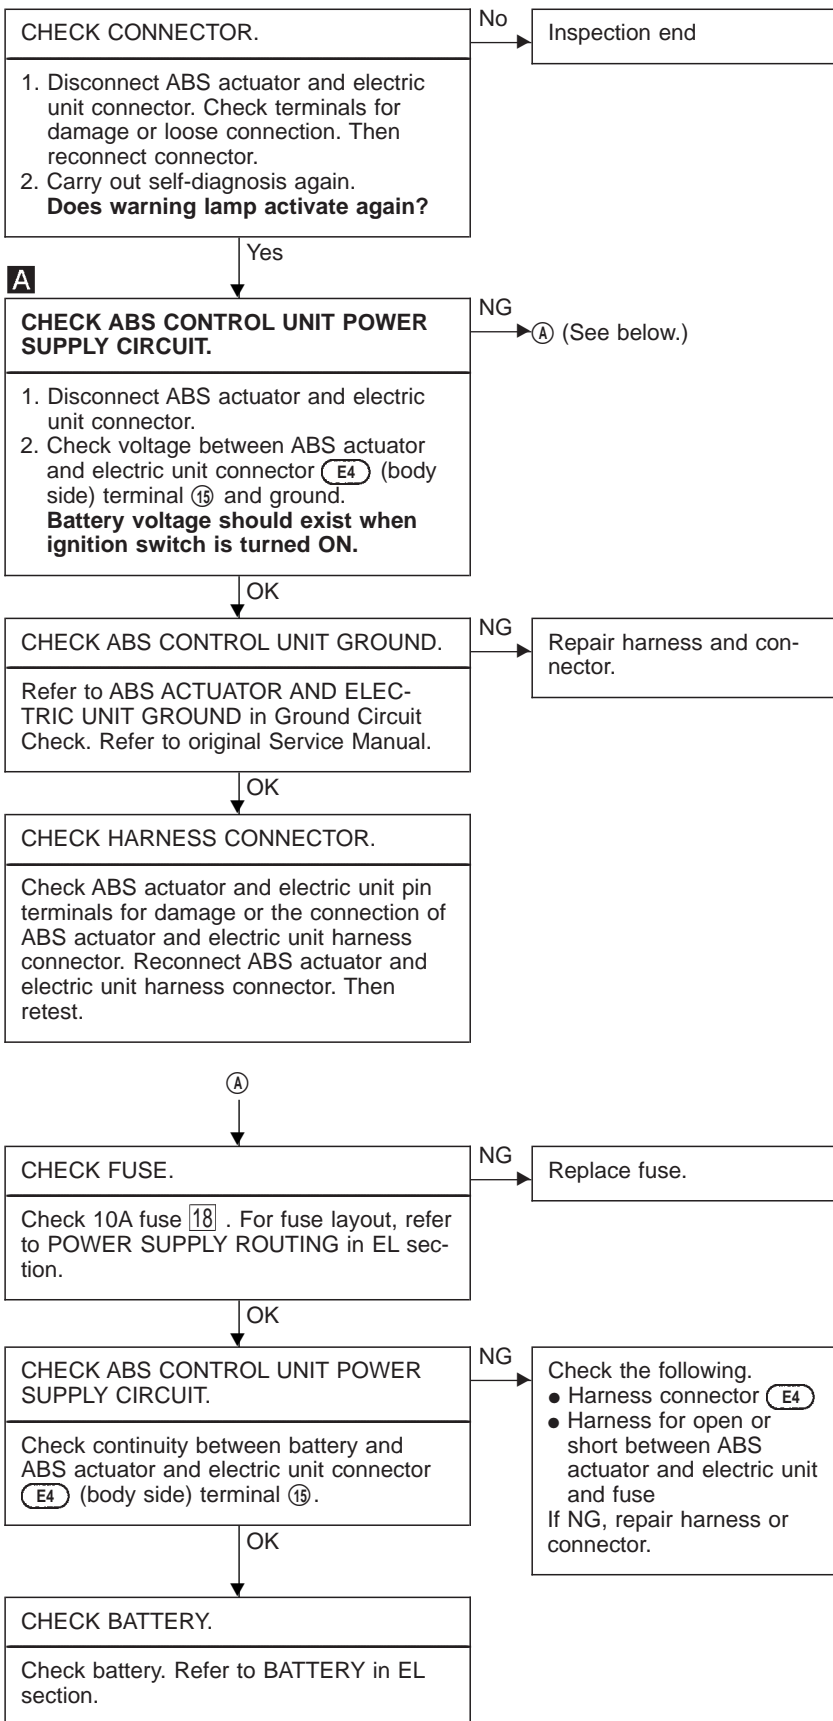 CHECK CONNECTOR.
No
Inspection end
1. Disconnect ABS actuator and electric
unit connector. Check terminals for
damage or loose connection. Then
reconnect connector.
2. Carry out self-diagnosis again.
Does warning lamp activate again?
Yes
A
CHECK ABS CONTROL UNIT POWER
SUPPLY CIRCUIT.
NG
Ⓐ (See below.)
1. Disconnect ABS actuator and electric
unit connector.
2. Check voltage between ABS actuator
and electric unit connector E4 (body
side) terminal ⑮ and ground.
Battery voltage should exist when
ignition switch is turned ON.
OK
CHECK ABS CONTROL UNIT GROUND.
NG
Repair harness and con-
nector.
Refer to ABS ACTUATOR AND ELEC-
TRIC UNIT GROUND in Ground Circuit
Check. Refer to original Service Manual.
OK
CHECK HARNESS CONNECTOR.
Check ABS actuator and electric unit pin
terminals for damage or the connection of
ABS actuator and electric unit harness
connector. Reconnect ABS actuator and
electric unit harness connector. Then
retest.
Ⓐ
CHECK FUSE.
NG
Replace fuse.
Check 10A fuse 18 . For fuse layout, refer
to POWER SUPPLY ROUTING in EL sec-
tion.
OK
CHECK ABS CONTROL UNIT POWER
SUPPLY CIRCUIT.
NG
Check the following.
● Harness connector E4
● Harness for open or
short between ABS
actuator and electric unit
and fuse
If NG, repair harness or
connector.
Check continuity between battery and
ABS actuator and electric unit connector
E4 (body side) terminal ⑮.
OK
CHECK BATTERY.
Check battery. Refer to BATTERY in EL
section.